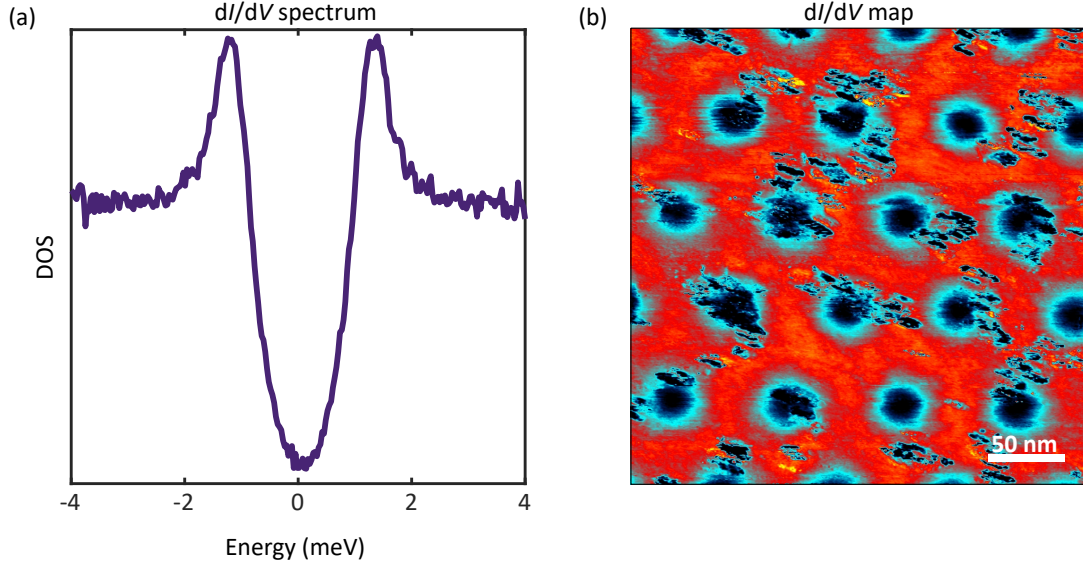 (a)
dI/dV spectrum
DOS
-4
-2
0
2
4
Energy (meV)
(b)
dI/dV map
50 nm